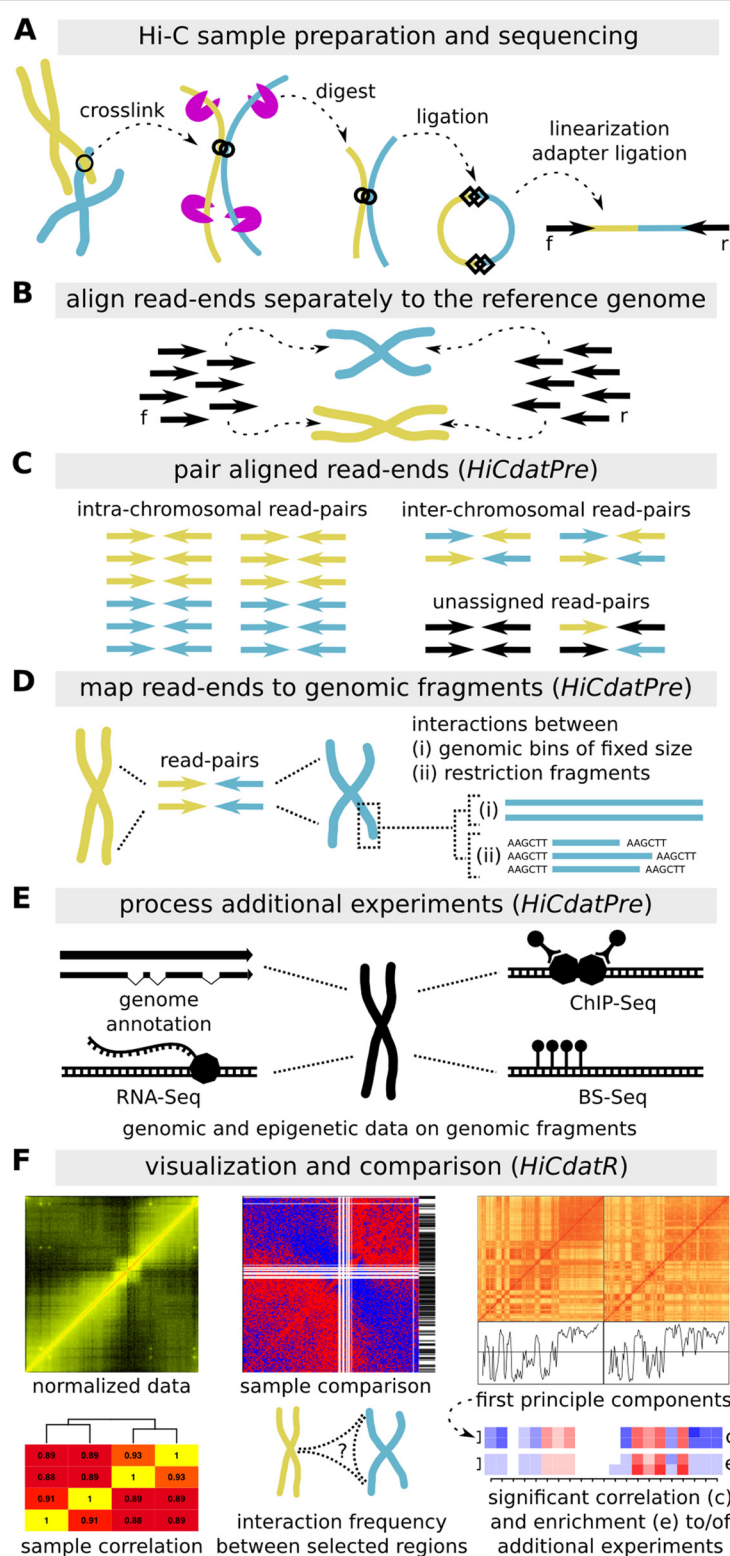 A Hi-C sample preparation and sequencing
crosslink
digest
ligation
linearization
adapter ligation
f
r
B align read-ends separately to the reference genome
f
r
C pair aligned read-ends (HiCdatPre)
intra-chromosomal read-pairs
inter-chromosomal read-pairs
unassigned read-pairs
D map read-ends to genomic fragments (HiCdatPre)
read-pairs
interactions between
(i) genomic bins of fixed size
(ii) restriction fragments
(i)
(ii)
AAGCTT AAGCTT
AAGCTT AAGCTT
AAGCTT AAGCTT
E process additional experiments (HiCdatPre)
genome
annotation
ChIP-Seq
RNA-Seq
BS-Seq
genomic and epigenetic data on genomic fragments
F visualization and comparison (HiCdatR)
normalized data
sample comparison
first principle components
0.89 0.89 0.93 1
0.88 0.89 1 0.93
0.91 1 0.89 0.89
1 0.91 0.88 0.89
sample correlation
?
interaction frequency
between selected regions
c
e
significant correlation (c)
and enrichment (e) to/of
additional experiments